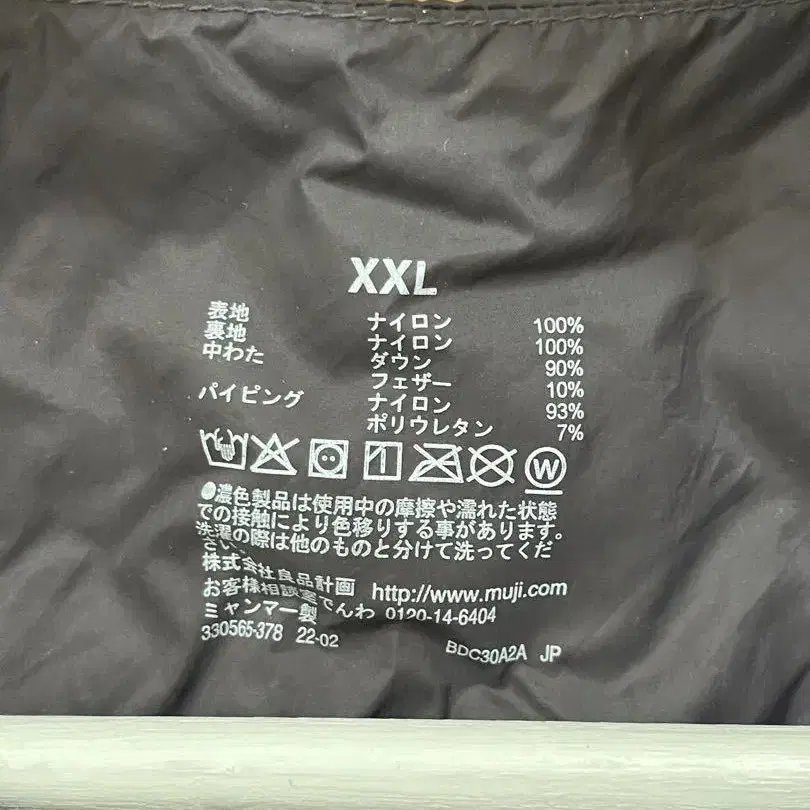 XXL
表地 ナイロン 100%
裏地 ナイロン 100%
中わた ダウン 90%
フェザー 10%
パイピング ナイロン 93%
ポリウレタン 7%
W
●濃色製品は使用中の摩擦や濡れた状態
での接触により色移りする事があります。
洗濯の際は他のものと分けて洗ってくだ
さい。
株式会社良品計画 http://www.muji.com
お客様相談室でんわ 0120-14-6404
ミャンマー製
330565-378 22-02 BDC30A2A JP